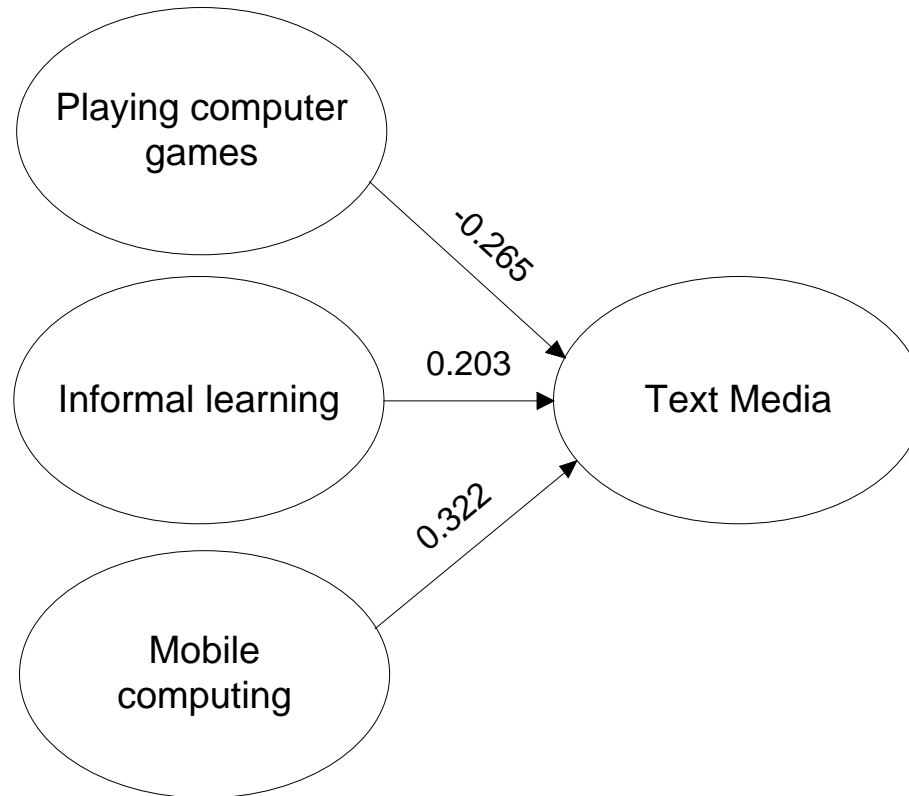 Playing computer
games
-0.265
Informal learning
0.203
Text Media
0.322
Mobile
computing